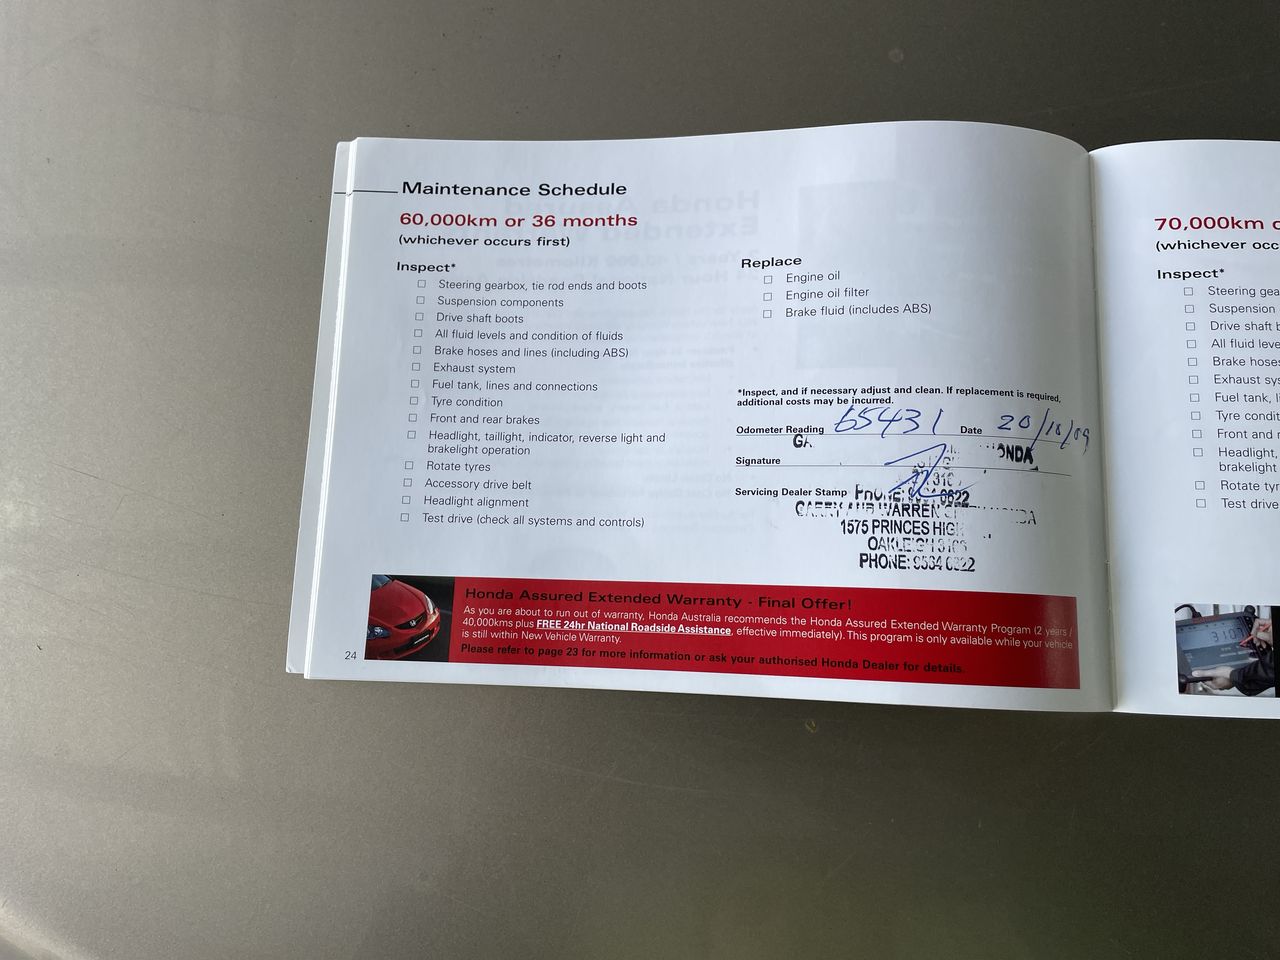 Maintenance Schedule
60,000km or 36 months
(whichever occurs first)
Inspect*
Steering gearbox, tie rod ends and boots
Suspension components
Drive shaft boots
All fluid levels and condition of fluids
Brake hoses and lines (including ABS)
Exhaust system
Fuel tank, lines and connections
Tyre condition
Front and rear brakes
Headlight, taillight, indicator, reverse light and
brakelight operation
Rotate tyres
Accessory drive belt
Headlight alignment
Test drive (check all systems and controls)
Replace
Engine oil
Engine oil filter
Brake fluid (includes ABS)
*Inspect, and if necessary adjust and clean. If replacement is required,
additional costs may be incurred.
Odometer Reading 65431 Date 20/10/09
Signature
Servicing Dealer Stamp
1575 PRINCES HIG
OAKLEIGH 3166
PHONE: 9564 0622
Honda Assured Extended Warranty - Final Offer!
As you are about to run out of warranty, Honda Australia recommends the Honda Assured Extended Warranty Program (2 years /
40,000kms plus FREE 24hr National Roadside Assistance, effective immediately). This program is only available while your vehicle
is still within New Vehicle Warranty.
Please refer to page 23 for more information or ask your authorised Honda Dealer for details.
24
70,000km o
(whichever occ
Inspect*
Steering gea
Suspension
Drive shaft b
All fluid leve
Brake hoses
Exhaust sys
Fuel tank, li
Tyre condit
Front and r
Headlight,
brakelight
Rotate tyr
Test drive